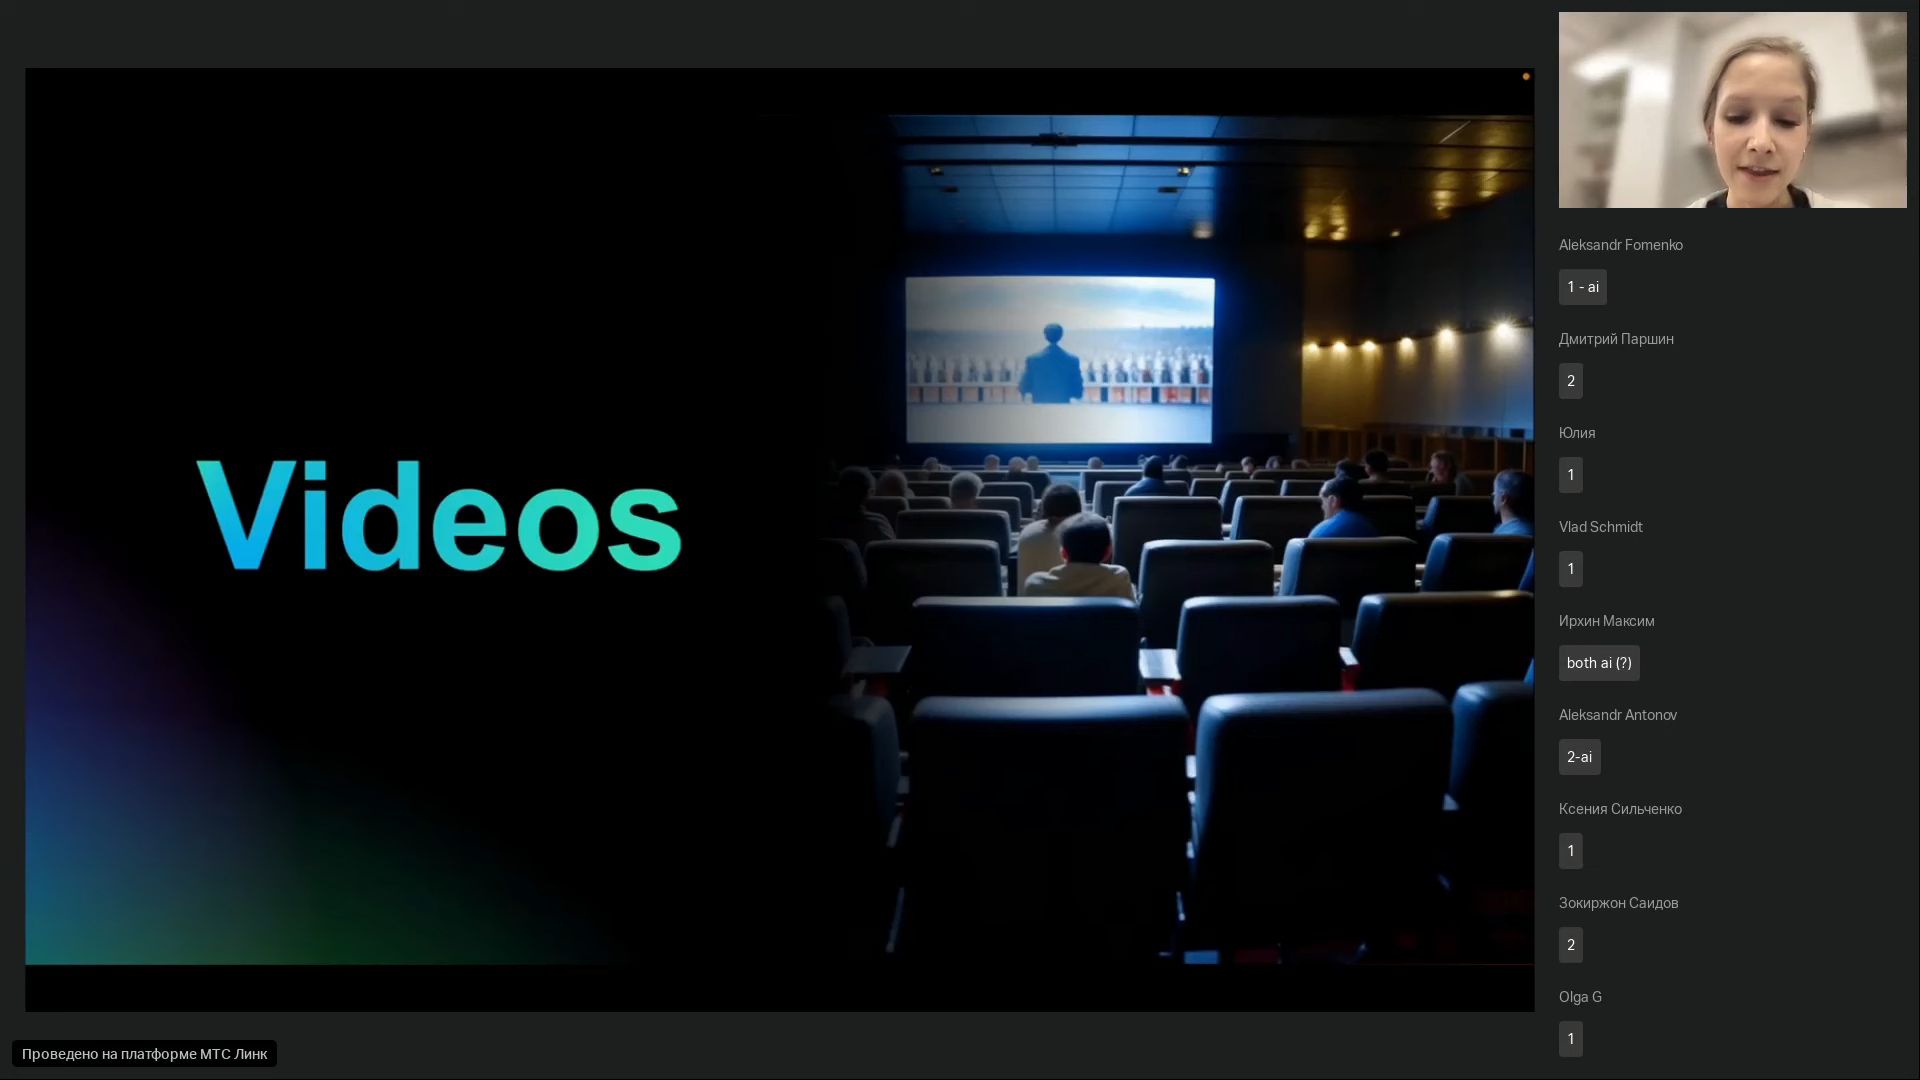 Videos
Aleksandr Fomenko
1 - ai
Дмитрий Паршин
2
Юлия
1
Vlad Schmidt
1
Ирхин Максим
both ai (?)
Aleksandr Antonov
2-ai
Ксения Сильченко
1
Зокиржон Саидов
2
Olga G
1
Проведено на платформе МТС Линк